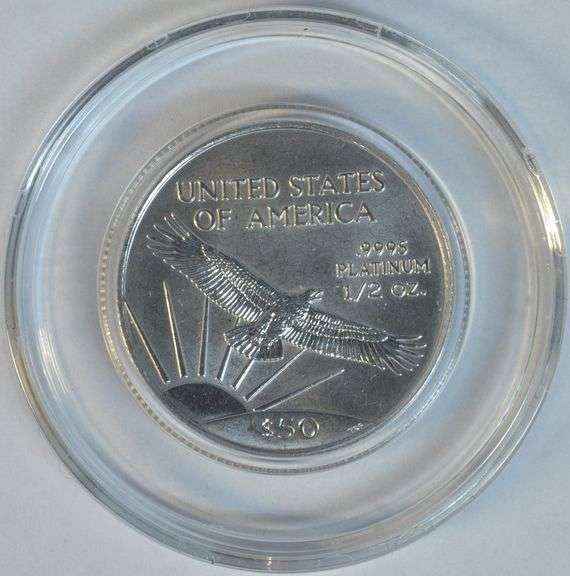 UNITED STATES
OF AMERICA
.9995
PLATINUM
1/2 OZ.
$50